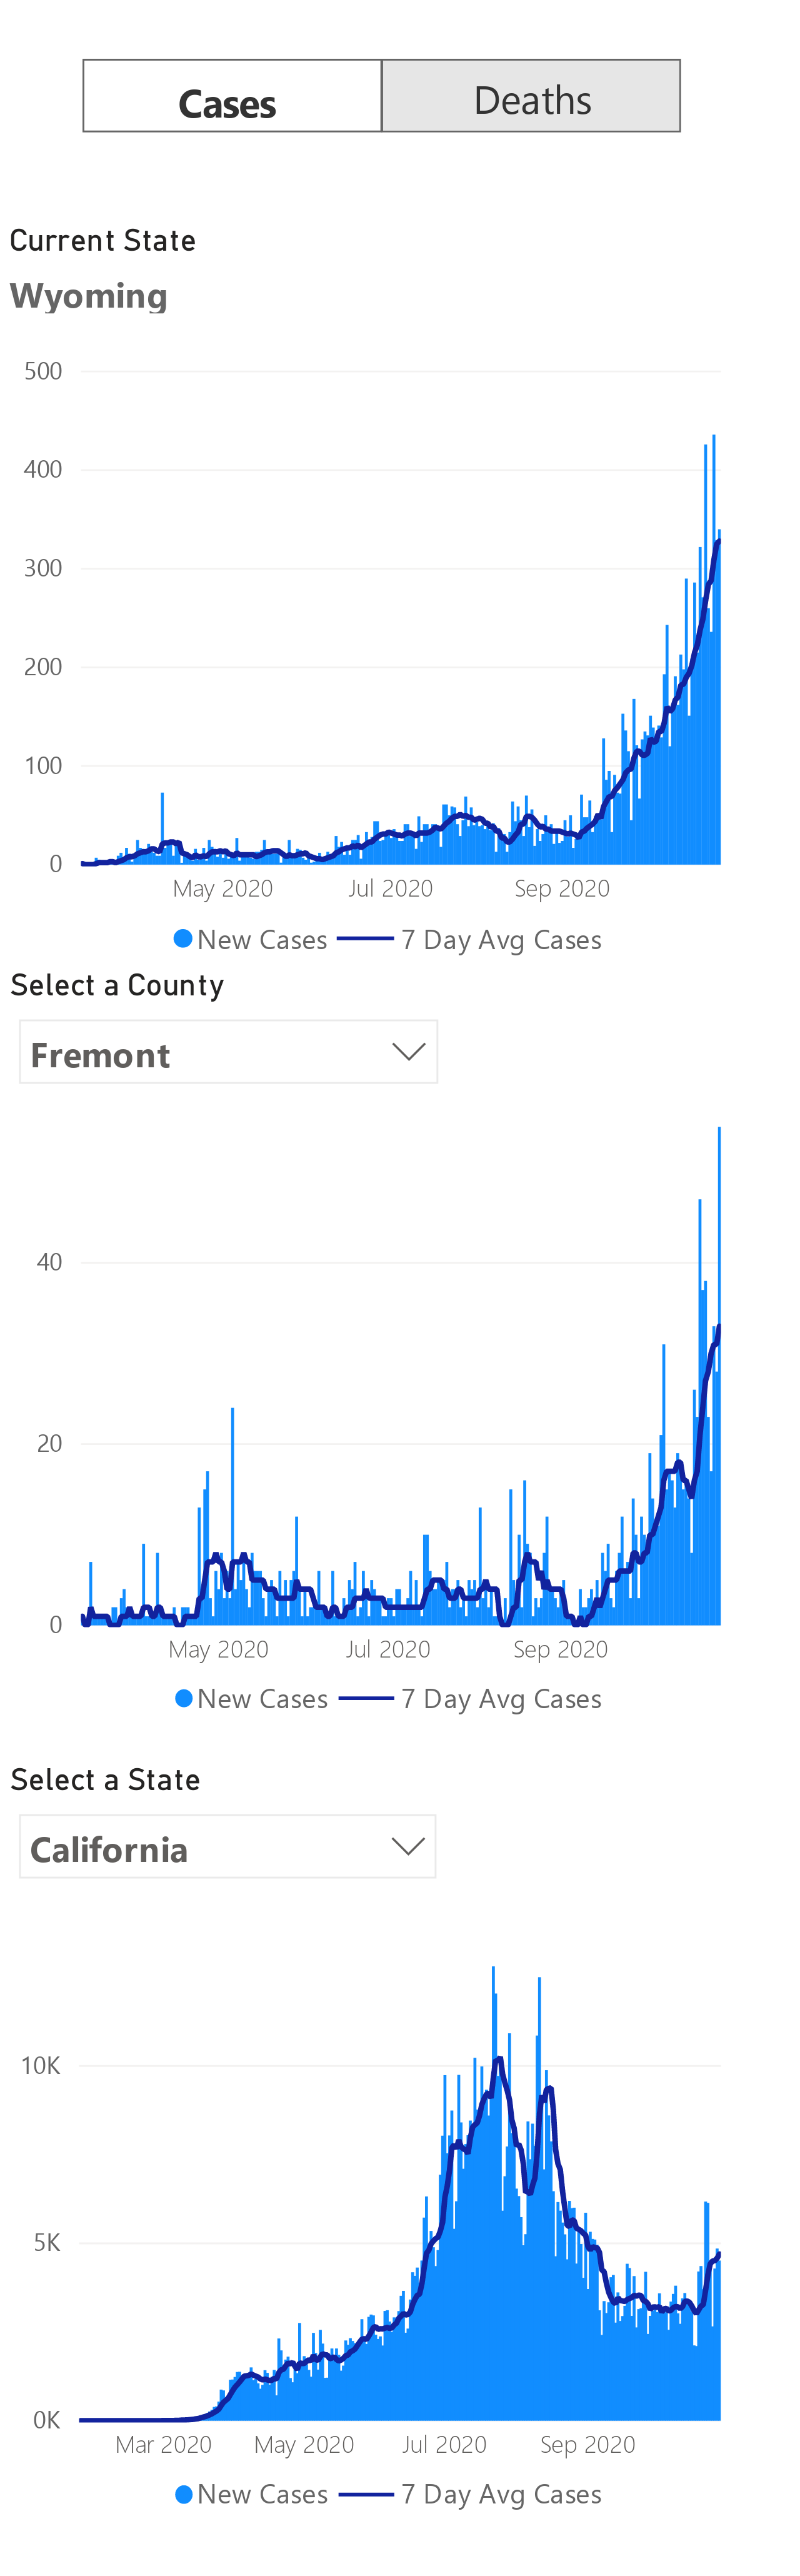 Cases Deaths
Current State
Wyoming
500
400
300
200
100
0
May 2020 Jul 2020 Sep 2020
New Cases 7 Day Avg Cases
Select a County
Fremont
40
20
0
May 2020 Jul 2020 Sep 2020
New Cases 7 Day Avg Cases
Select a State
California
10K
5K
0K
Mar 2020 May 2020 Jul 2020 Sep 2020
New Cases 7 Day Avg Cases